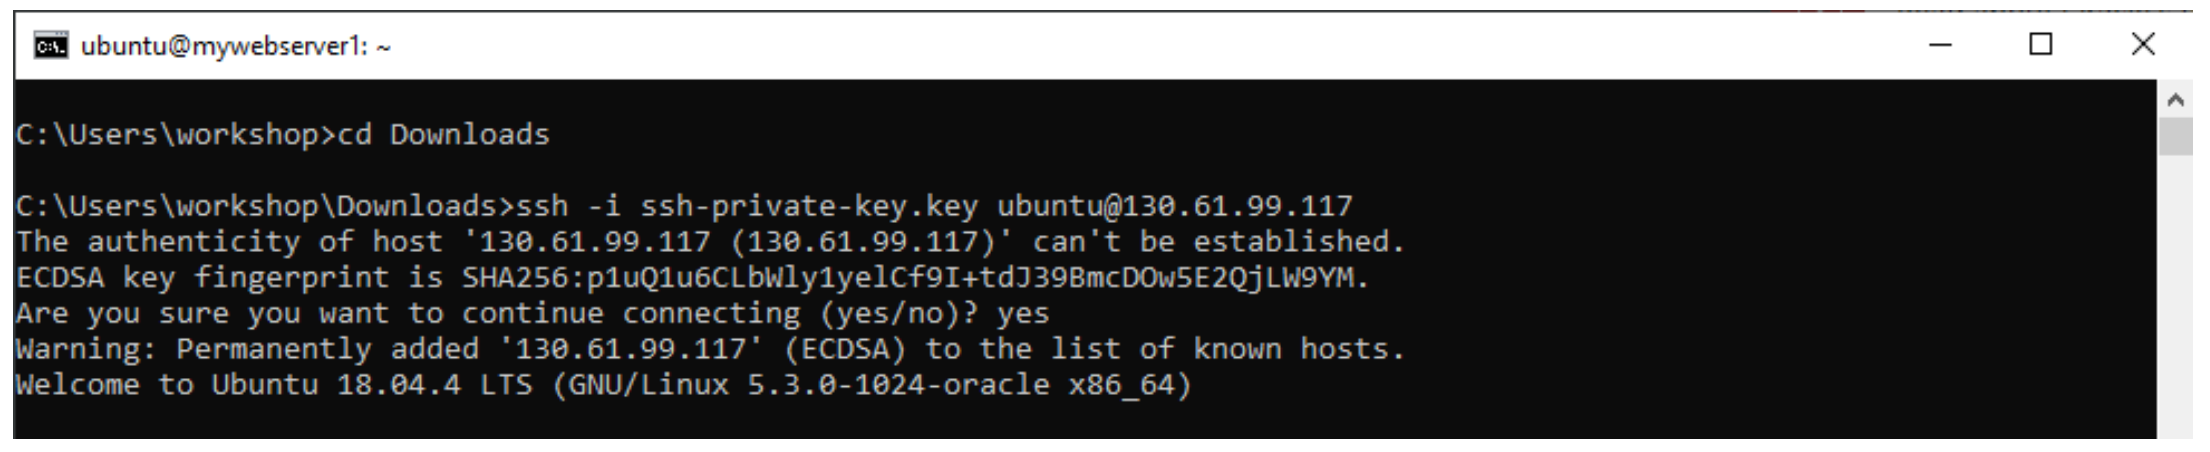 ubuntu@mywebserver1: ~
C:\Users\workshop>cd Downloads
C:\Users\workshop\Downloads>ssh -i ssh-private-key.key ubuntu@130.61.99.117
The authenticity of host '130.61.99.117 (130.61.99.117)' can't be established.
ECDSA key fingerprint is SHA256:p1uQ1u6CLbWly1yelCf9I+tdJ39BmcDOw5E2QjLW9YM.
Are you sure you want to continue connecting (yes/no)? yes
Warning: Permanently added '130.61.99.117' (ECDSA) to the list of known hosts.
Welcome to Ubuntu 18.04.4 LTS (GNU/Linux 5.3.0-1024-oracle x86_64)